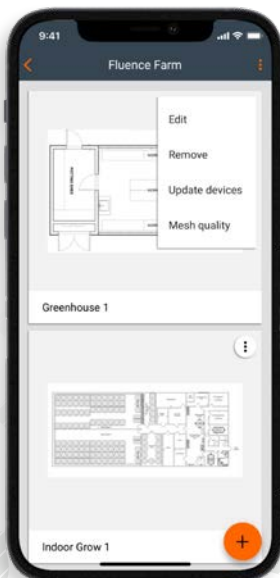 9:41
Fluence Farm
Edit
Remove
Update devices
Mesh quality
Greenhouse 1
Indoor Grow 1